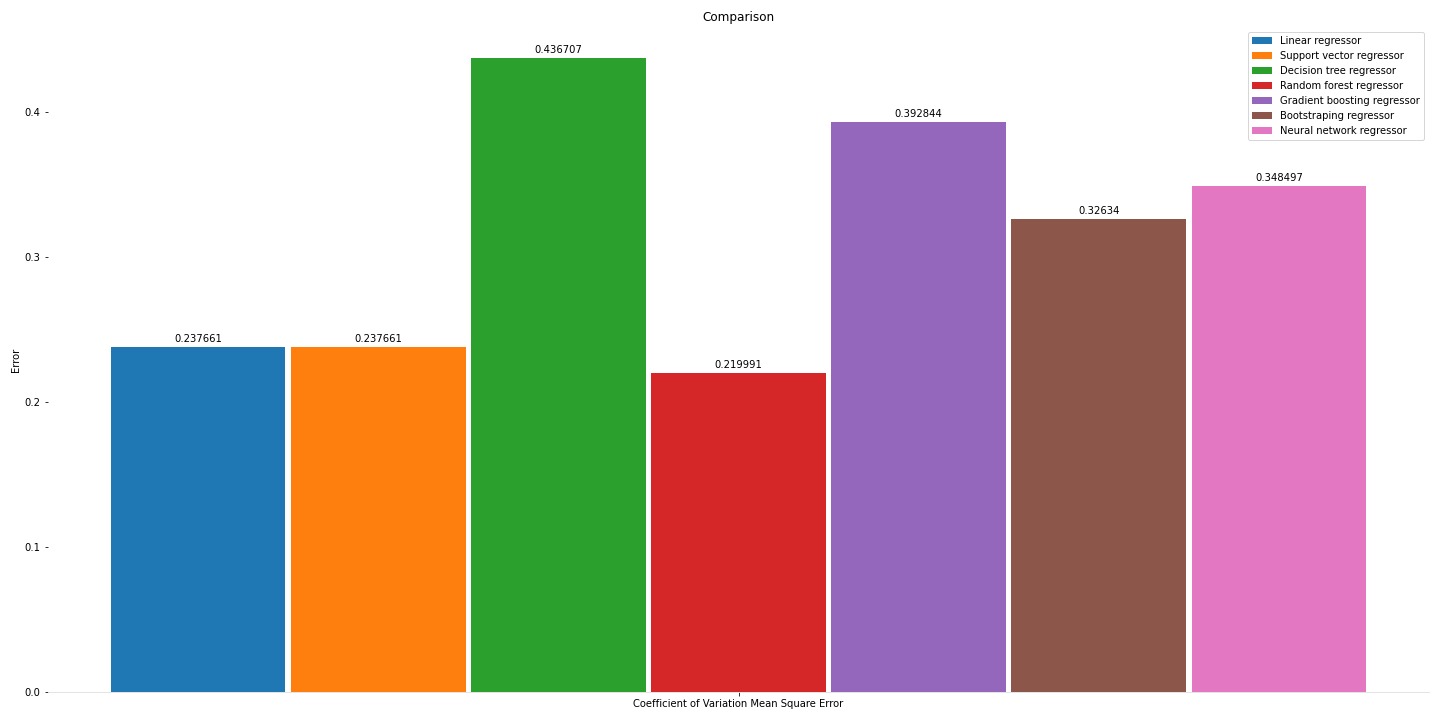 Comparison
Linear regressor
Support vector regressor
Decision tree regressor
Random forest regressor
Gradient boosting regressor
Bootstraping regressor
Neural network regressor
0.436707
0.392844
0.348497
0.32634
0.237661
0.237661
0.219991
Error
0.4
0.3
0.2
0.1
0.0
Coefficient of Variation Mean Square Error